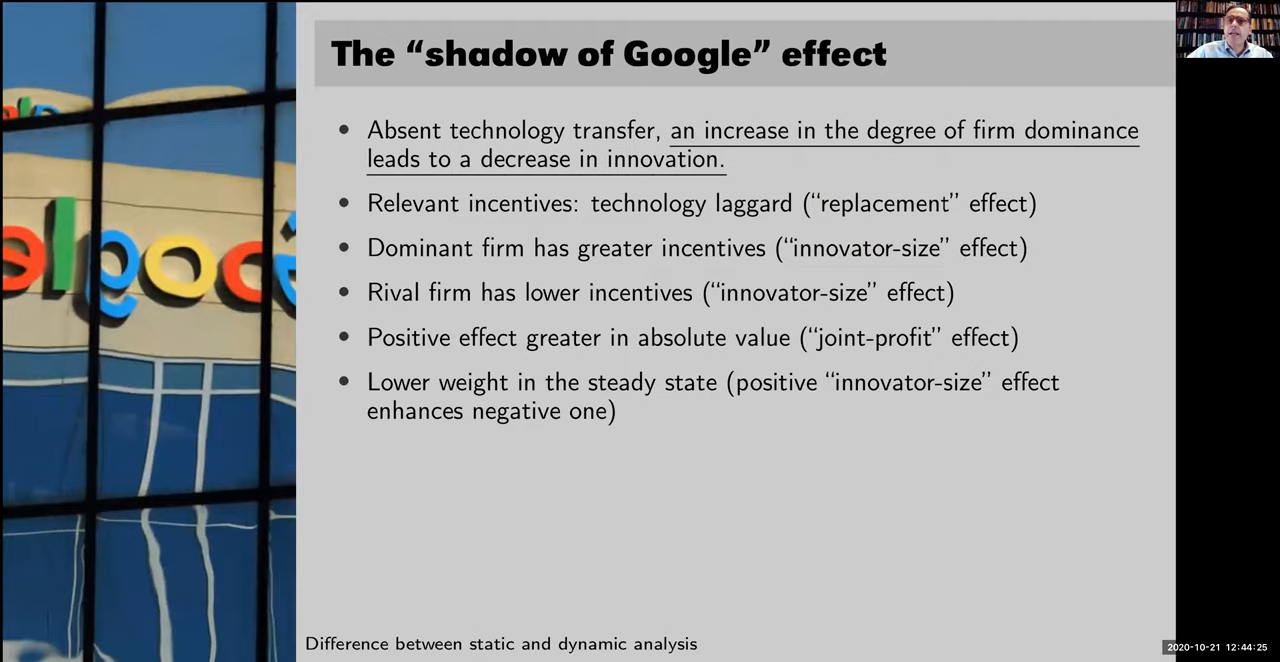 The “shadow of Google” effect
• Absent technology transfer, an increase in the degree of firm dominance
leads to a decrease in innovation.
• Relevant incentives: technology laggard (“replacement” effect)
• Dominant firm has greater incentives (“innovator-size” effect)
• Rival firm has lower incentives (“innovator-size” effect)
• Positive effect greater in absolute value (“joint-profit” effect)
• Lower weight in the steady state (positive “innovator-size” effect
enhances negative one)
Difference between static and dynamic analysis
2020-10-21 12:44:25